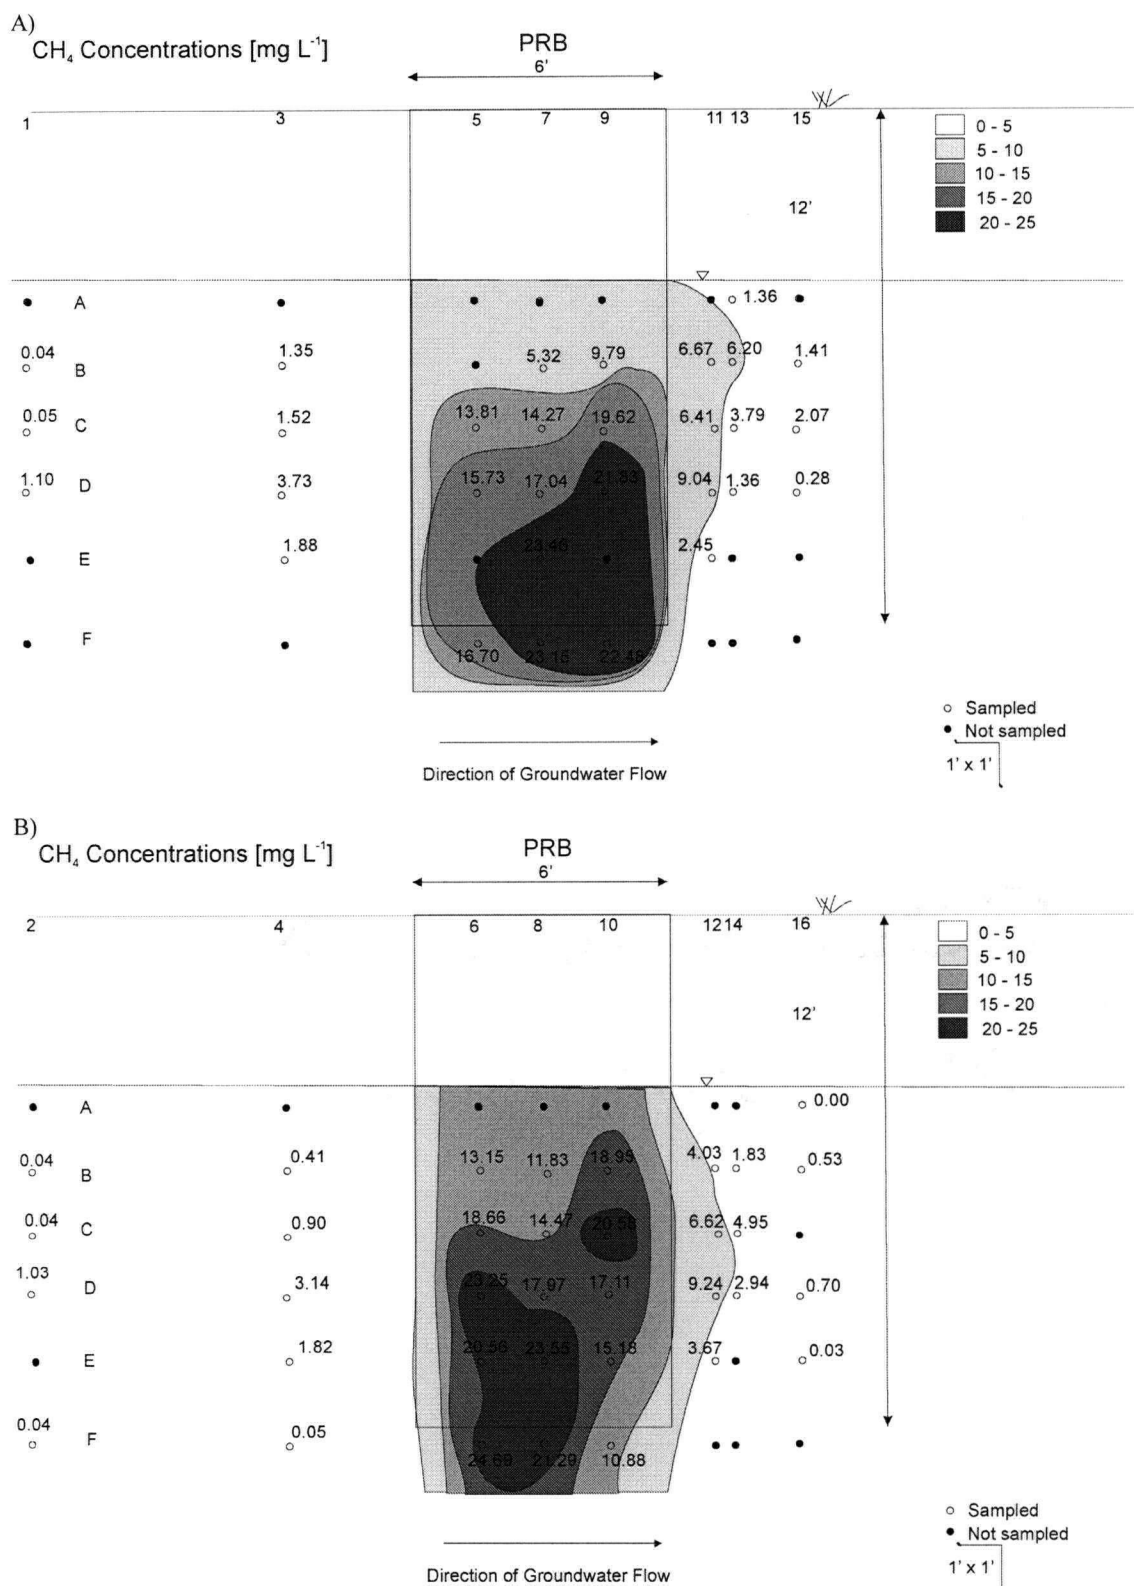 A)
CH₄ Concentrations [mg L⁻¹]
PRB
6'
1 3 5 7 9 11 13 15
0 - 5
5 - 10
10 - 15
15 - 20
20 - 25
12'
A 1.36
0.04 B 1.35 5.32 9.79 6.67 6.20 1.41
0.05 C 1.52 13.81 14.27 19.62 6.41 3.79 2.07
1.10 D 3.73 15.73 17.04 21.83 9.04 1.36 0.28
E 1.88 23.46 2.45
F 16.70 23.15 22.48
Sampled
Not sampled
1' x 1'
Direction of Groundwater Flow
B)
CH₄ Concentrations [mg L⁻¹]
PRB
6'
2 4 6 8 10 12 14 16
0 - 5
5 - 10
10 - 15
15 - 20
20 - 25
12'
A 0.00
0.04 B 0.41 13.15 11.83 18.95 4.03 1.83 0.53
0.04 C 0.90 18.66 14.47 20.58 6.62 4.95
1.03 D 3.14 23.25 17.97 17.11 9.24 2.94 0.70
E 1.82 20.56 23.55 15.18 3.67 0.03
0.04 F 0.05 24.69 21.29 10.88
Sampled
Not sampled
1' x 1'
Direction of Groundwater Flow